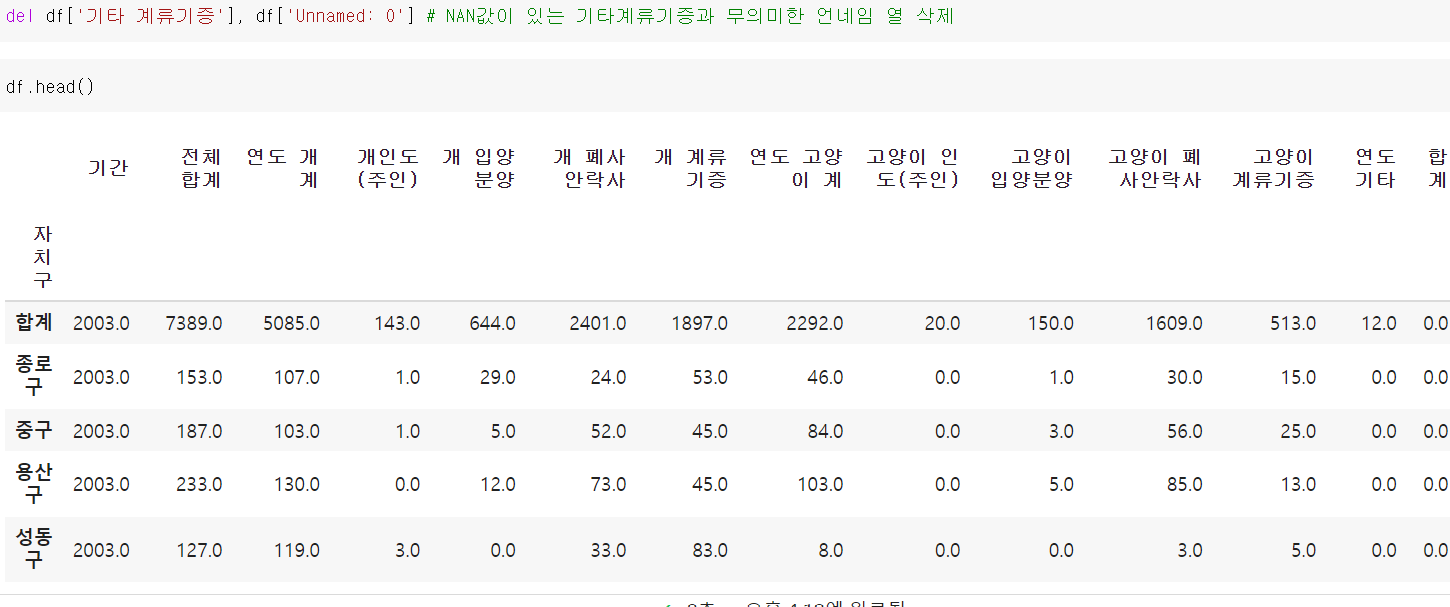 del df['기타 계류기증'], df['Unnamed: 0'] # NAN값이 있는 기타계류기증과 무의미한 언네임 열 삭제
df.head()
기간 전체 연도 개 개인도 개 입양 개 폐사 개 계류 연도 고양 고양이 인 고양이 고양이 폐 고양이 연도 합
합계 계 (주인) 분양 안락사 기증 이 계 도(주인) 입양분양 사안락사 계류기증 기타 계
자
치
구
합계 2003.0 7389.0 5085.0 143.0 644.0 2401.0 1897.0 2292.0 20.0 150.0 1609.0 513.0 12.0 0.0
종로
구 2003.0 153.0 107.0 1.0 29.0 24.0 53.0 46.0 0.0 1.0 30.0 15.0 0.0 0.0
중구 2003.0 187.0 103.0 1.0 5.0 52.0 45.0 84.0 0.0 3.0 56.0 25.0 0.0 0.0
용산
구 2003.0 233.0 130.0 0.0 12.0 73.0 45.0 103.0 0.0 5.0 85.0 13.0 0.0 0.0
성동
구 2003.0 127.0 119.0 3.0 0.0 33.0 83.0 8.0 0.0 0.0 3.0 5.0 0.0 0.0